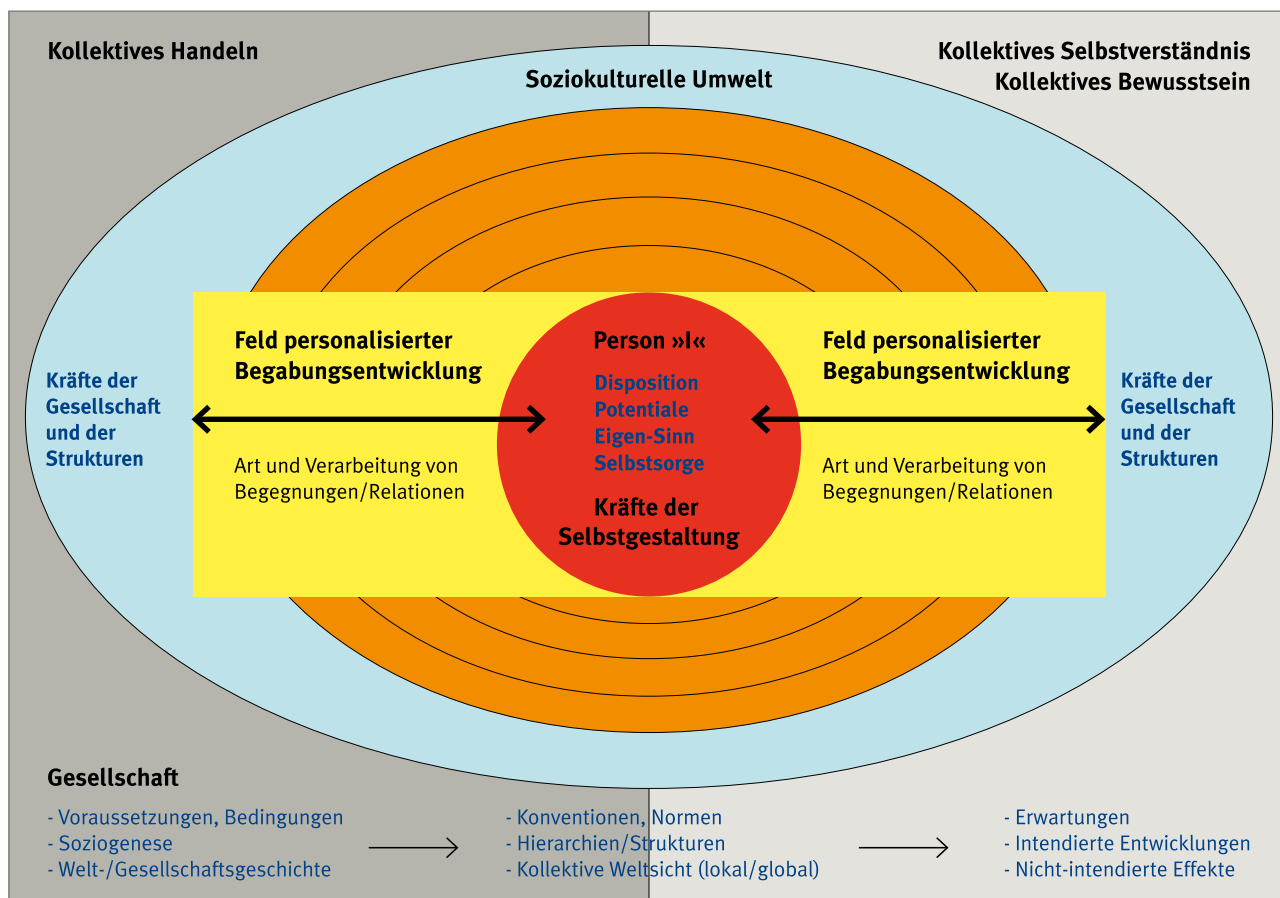 Kollektives Handeln
Kollektives Selbstverständnis
Kollektives Bewusstsein
Soziokulturelle Umwelt
Kräfte der
Gesellschaft
und der
Strukturen
Feld personalisierter
Begabungsentwicklung
Art und Verarbeitung von
Begegnungen/Relationen
Person »I«
Disposition
Potentiale
Eigen-Sinn
Selbstsorge
Kräfte der
Selbstgestaltung
Feld personalisierter
Begabungsentwicklung
Art und Verarbeitung von
Begegnungen/Relationen
Kräfte der
Gesellschaft
und der
Strukturen
Gesellschaft
- Voraussetzungen, Bedingungen
- Soziogenese
- Welt-/Gesellschaftsgeschichte
- Konventionen, Normen
- Hierarchien/Strukturen
- Kollektive Weltsicht (lokal/global)
- Erwartungen
- Intendierte Entwicklungen
- Nicht-intendierte Effekte